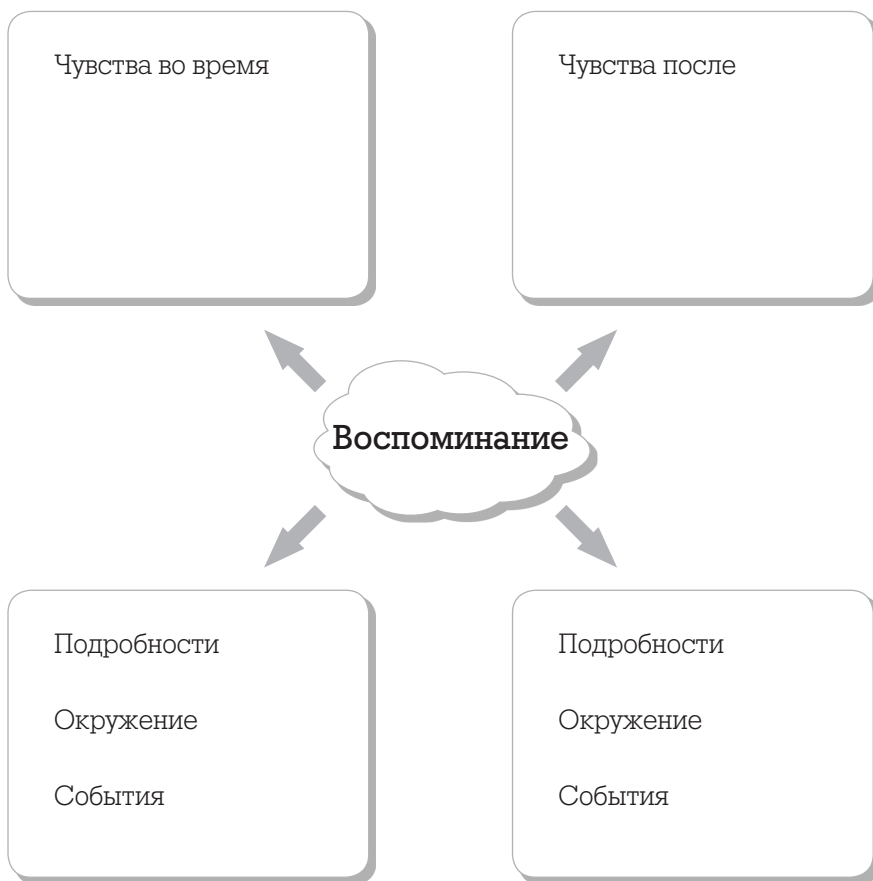 Чувства во время
Чувства после
Воспоминание
Подробности
Окружение
События
Подробности
Окружение
События